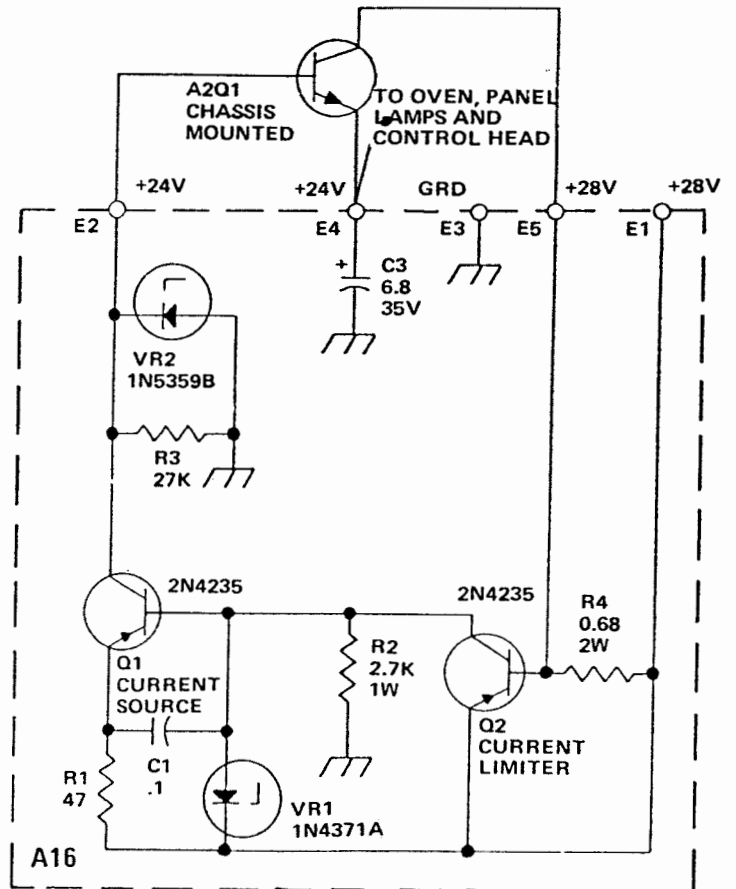 A2Q1
CHASSIS
MOUNTED
TO OVEN, PANEL
LAMPS AND
CONTROL HEAD
+24V
+24V
GRD
+28V
+28V
E2
E4
E3
E5
E1
+
C3
6.8
35V
VR2
1N5359B
R3
27K
2N4235
2N4235
R4
0.68
2W
R2
2.7K
1W
Q1
CURRENT
SOURCE
Q2
CURRENT
LIMITER
C1
.1
R1
47
VR1
1N4371A
A16